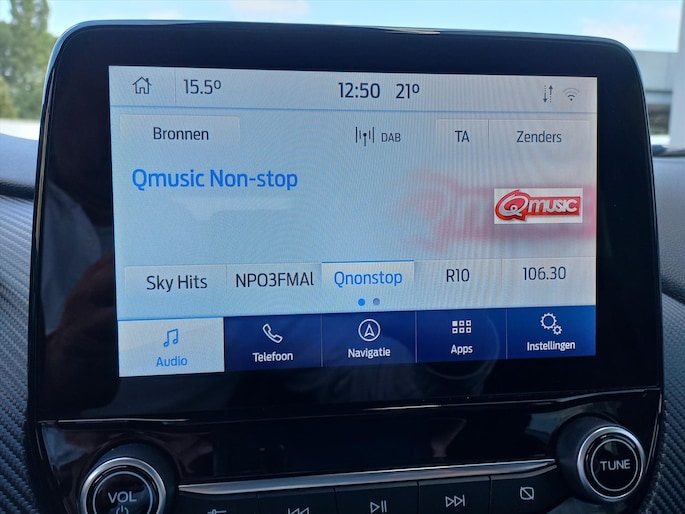 15.5° 12:50 21°
Bronnen DAB TA Zenders
Qmusic Non-stop
Q music
Sky Hits NPO3FMAl Qnonstop R10 106.30
Audio Telefoon Navigatie Apps Instellingen
VOL TUNE